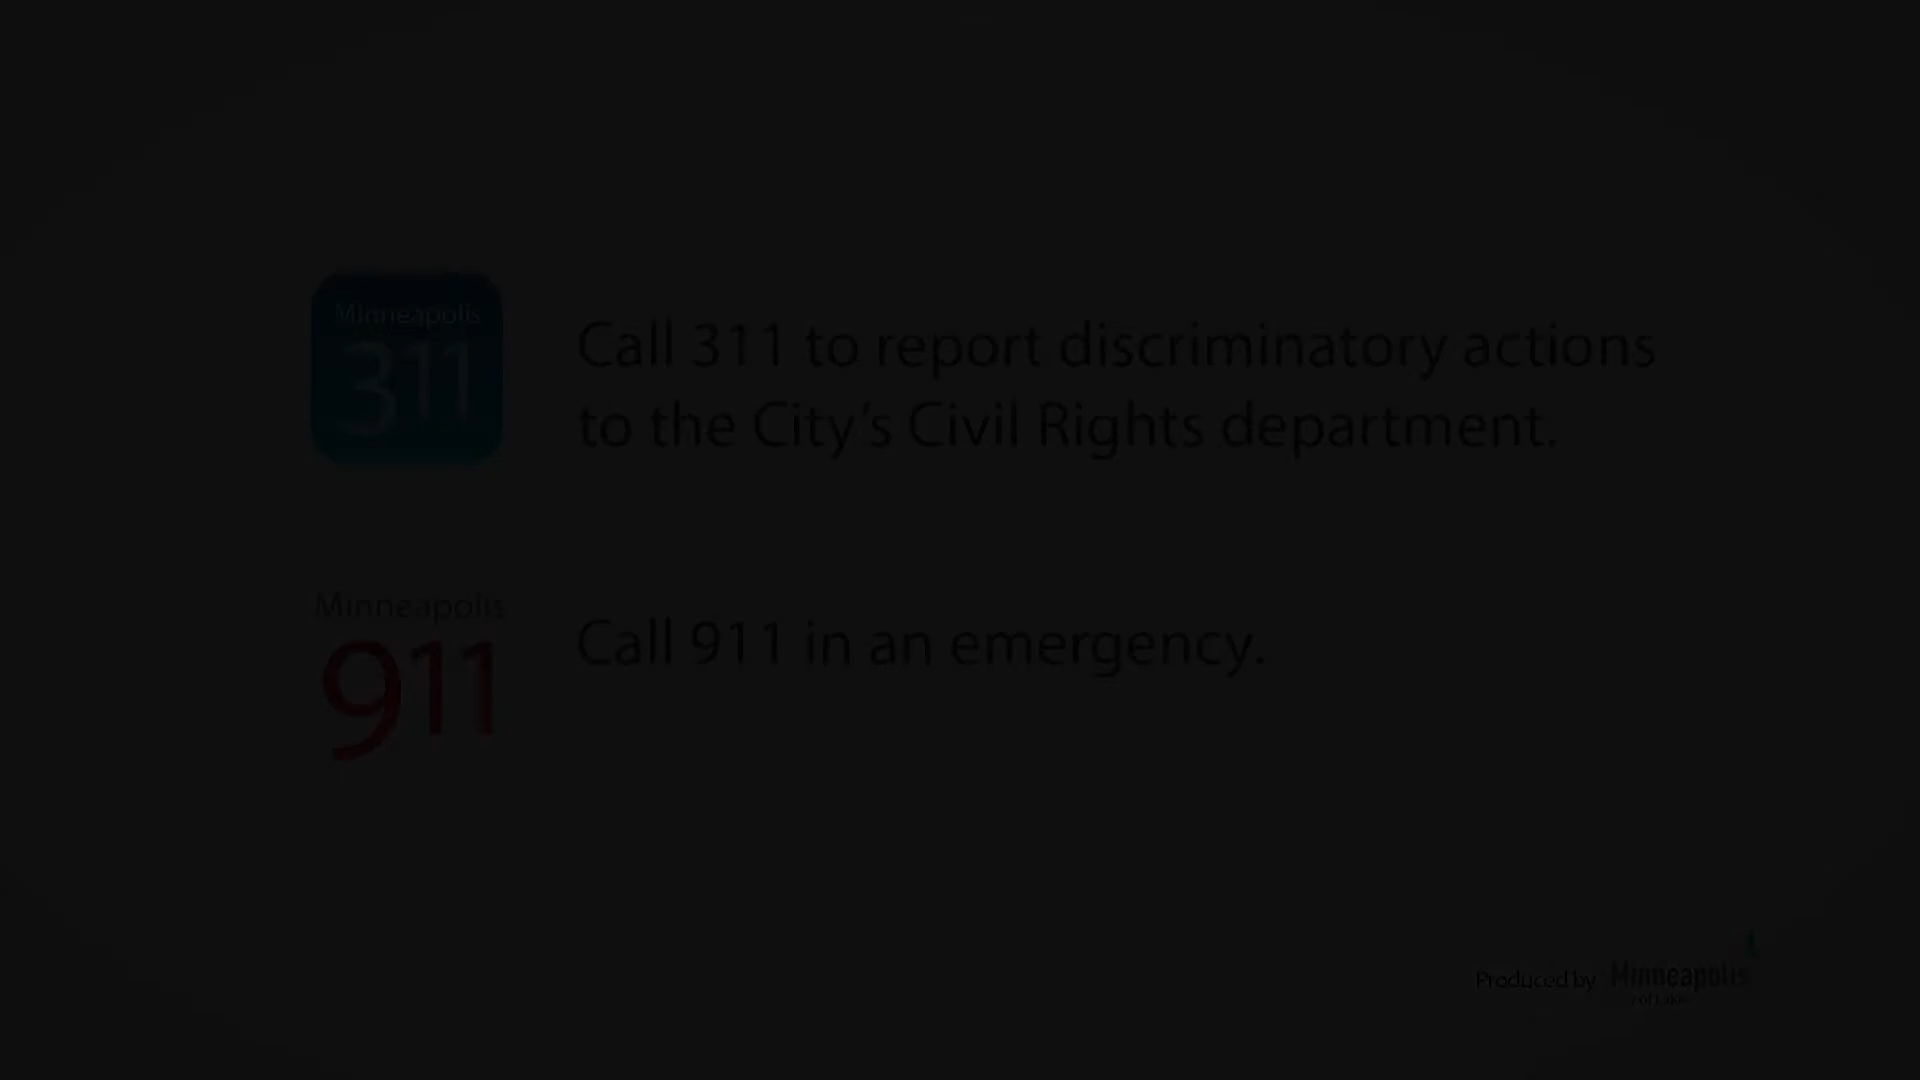 Minneapolis
311
Call 311 to report discriminatory actions
to the City’s Civil Rights department.
Minneapolis
911
Call 911 in an emergency.
Produced by Minneapolis